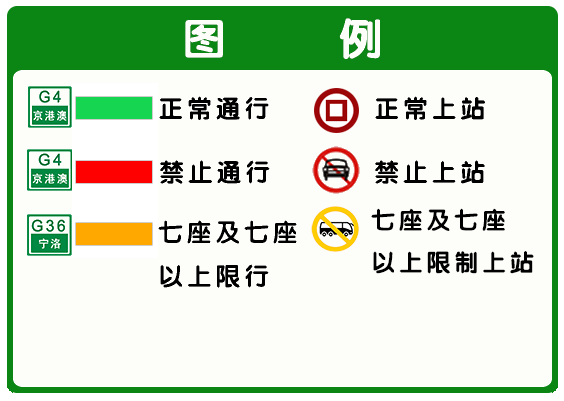 图 例
G4
京港澳
正常通行
正常上站
G4
京港澳
禁止通行
禁止上站
G36
宁洛
七座及七座
以上限行
七座及七座
以上限制上站